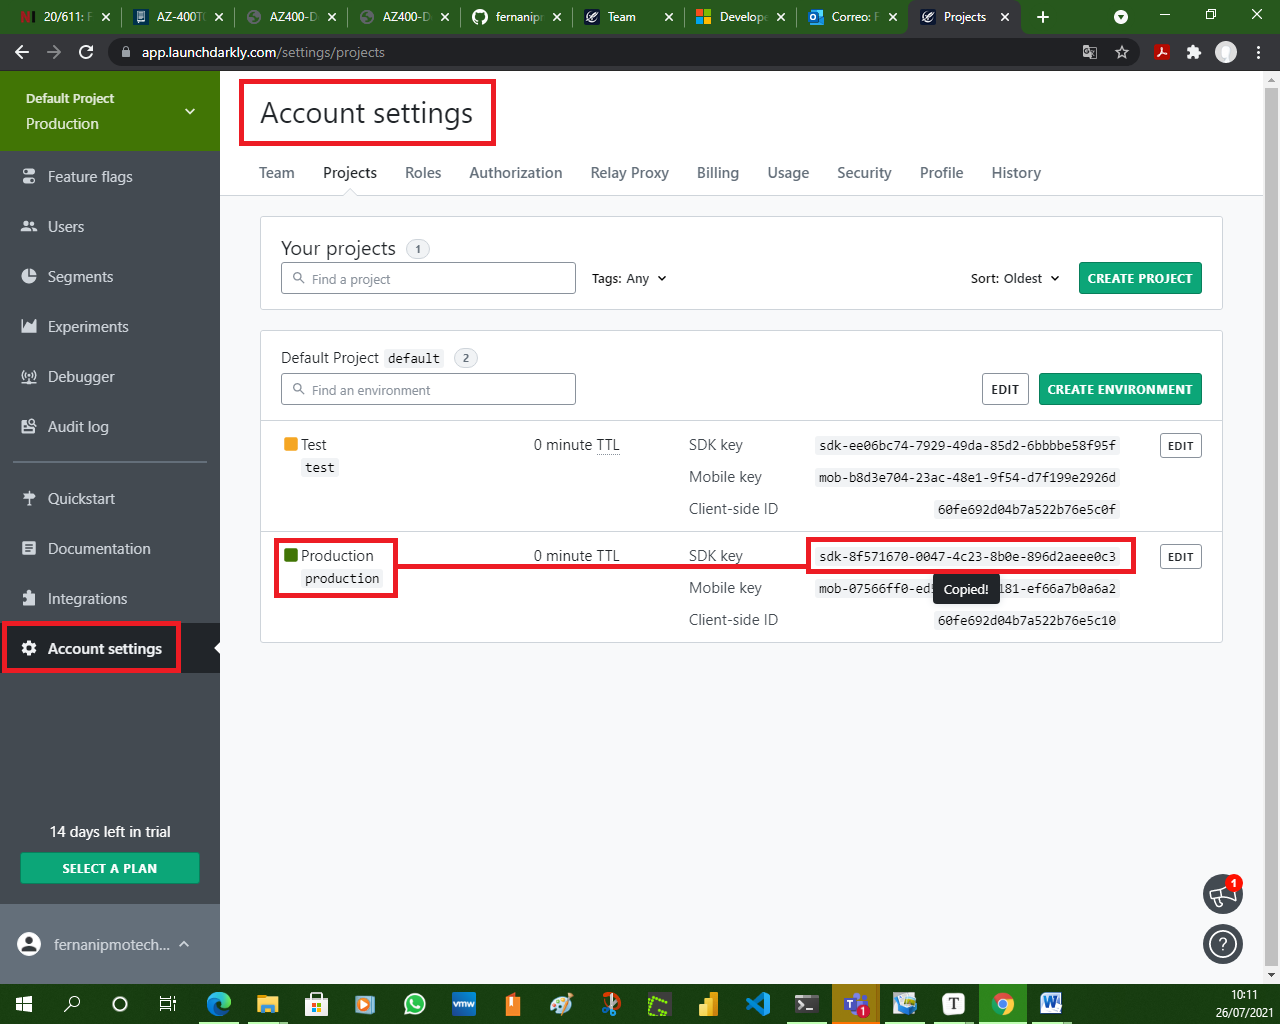 20/611: F
AZ-400T0
AZ400-D
AZ400-D
fernanipr
Team
Develope
Correo: F
Projects
app.launchdarkly.com/settings/projects
Default Project
Production
Account settings
Team
Projects
Roles
Authorization
Relay Proxy
Billing
Usage
Security
Profile
History
Feature flags
Users
Segments
Experiments
Debugger
Audit log
Quickstart
Documentation
Integrations
Account settings
14 days left in trial
SELECT A PLAN
fernanipmotech...
Your projects 1
Find a project
Tags: Any
Sort: Oldest
CREATE PROJECT
Default Project default 2
Find an environment
EDIT
CREATE ENVIRONMENT
Test
test
0 minute TTL
SDK key
sdk-ee06bc74-7929-49da-85d2-6bbbbe58f95f
EDIT
Mobile key
mob-b8d3e704-23ac-48e1-9f54-d7f199e2926d
Client-side ID
60fe692d04b7a522b76e5c0f
Production
production
0 minute TTL
SDK key
sdk-8f571670-0047-4c23-8b0e-896d2aeee0c3
EDIT
Mobile key
mob-07566ff0-ed
181-ef66a7b0a6a2
Copied!
Client-side ID
60fe692d04b7a522b76e5c10
1
?
vmw
1
T
W
10:11
26/07/2021